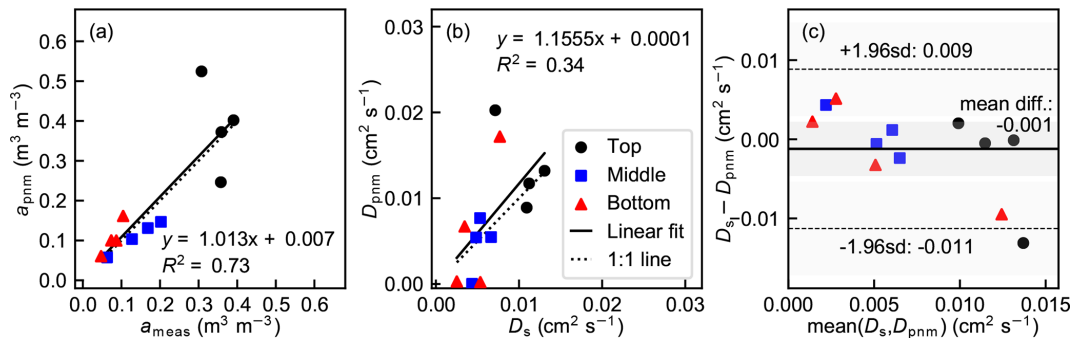 (a)
0.6
0.5
0.4
0.3
0.2
0.1
0.0
a_pnm (m³ m⁻³)
y = 1.013x + 0.007
R² = 0.73
0.0 0.1 0.2 0.3 0.4 0.5 0.6
a_meas (m³ m⁻³)
(b)
y = 1.1555x + 0.0001
R² = 0.34
0.03
0.02
0.01
0.00
D_pnm (cm² s⁻¹)
Top
Middle
Bottom
Linear fit
1:1 line
0.00 0.01 0.02 0.03
D_s (cm² s⁻¹)
(c)
+1.96sd: 0.009
mean diff.:
-0.001
-1.96sd: -0.011
0.01
0.00
−0.01
D_s − D_pnm (cm² s⁻¹)
0.000 0.005 0.010 0.015
mean(D_s,D_pnm) (cm² s⁻¹)